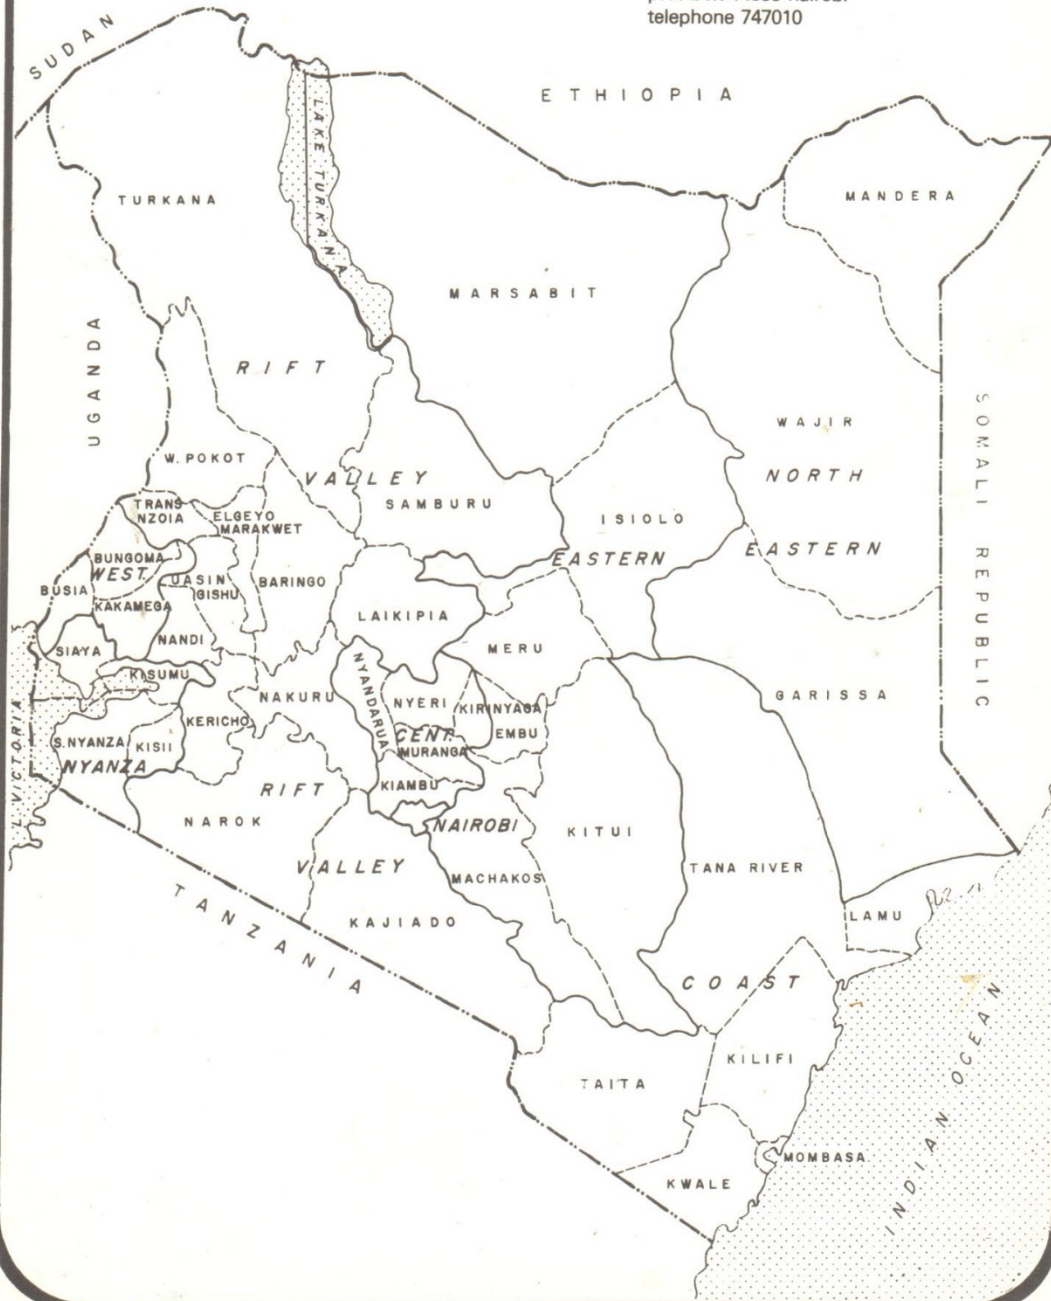 telephone 747010
SUDAN
ETHIOPIA
LAKE TURKANA
TURKANA
MANDERA
MARSABIT
UGANDA
RIFT
SOMALI REPUBLIC
WAJIR
W. POKOT
VALLEY
NORTH
SAMBURU
TRANS
NZOIA
ELGEYO
MARAKWET
ISIOLO
EASTERN
EASTERN
BUNGOMA
WEST.
UASIN
GISHU
BARINGO
BUSIA
KAKAMEGA
LAIKIPIA
NANDI
SIAYA
MERU
KISUMU
NYANDARUA
NAKURU
NYERI
KIRINYAGA
GARISSA
KERICHO
CENT.
EMBU
S.NYANZA
KISII
MURANGA
NYANZA
VICTORIA
KIAMBU
RIFT
NAROK
NAIROBI
KITUI
VALLEY
MACHAKOS
TANA RIVER
TANZANIA
KAJIADO
LAMU
COAST
INDIAN OCEAN
KILIFI
TAITA
MOMBASA
KWALE